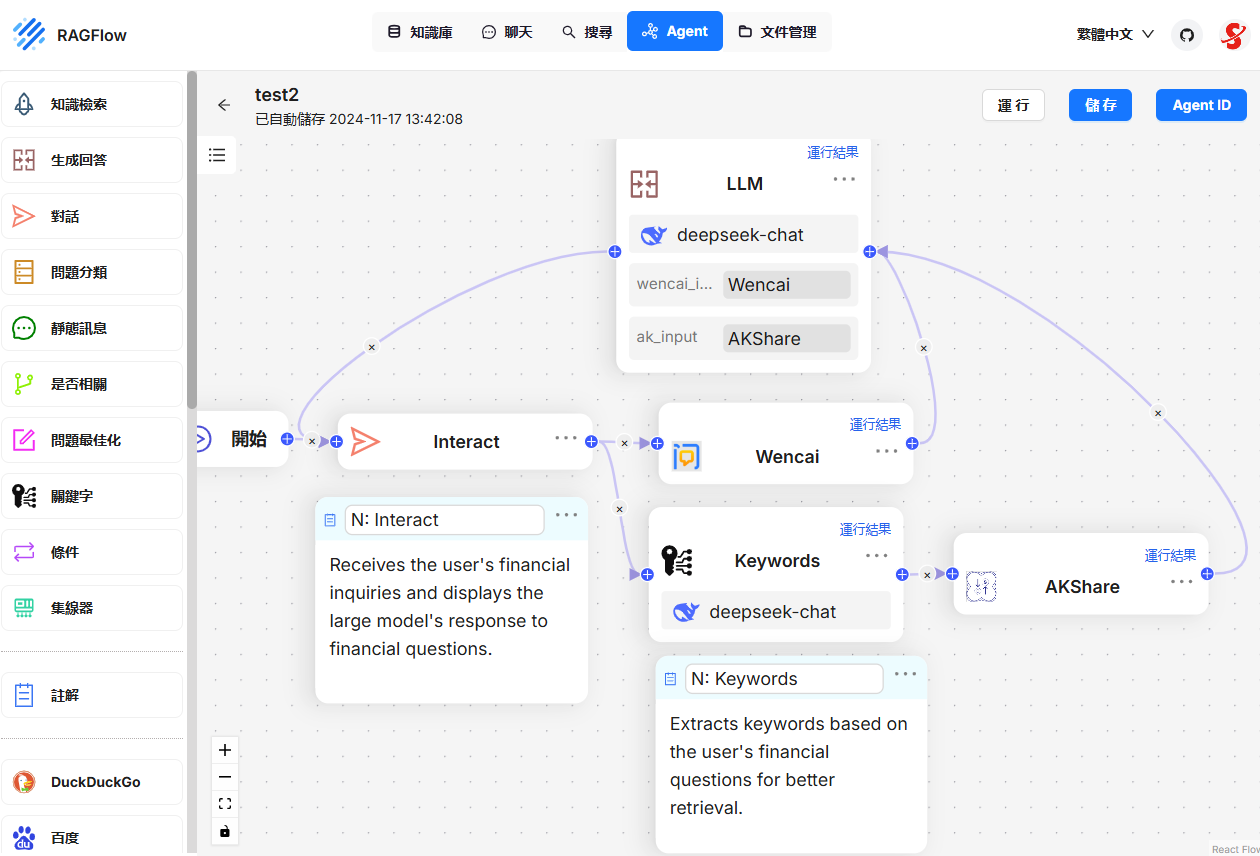 RAGFlow
知識庫
聊天
搜尋
Agent
文件管理
繁體中文
知識檢索
生成回答
對話
問題分類
靜態訊息
是否相關
問題最佳化
關鍵字
條件
集線器
註解
DuckDuckGo
百度
test2
已自動儲存 2024-11-17 13:42:08
運 行
儲 存
Agent ID
運行結果
LLM
deepseek-chat
wencai_i... Wencai
ak_input AKShare
開始
Interact
運行結果
Wencai
N: Interact
Receives the user's financial
inquiries and displays the
large model's response to
financial questions.
運行結果
Keywords
deepseek-chat
運行結果
AKShare
N: Keywords
Extracts keywords based on
the user's financial
questions for better
retrieval.
React Flow